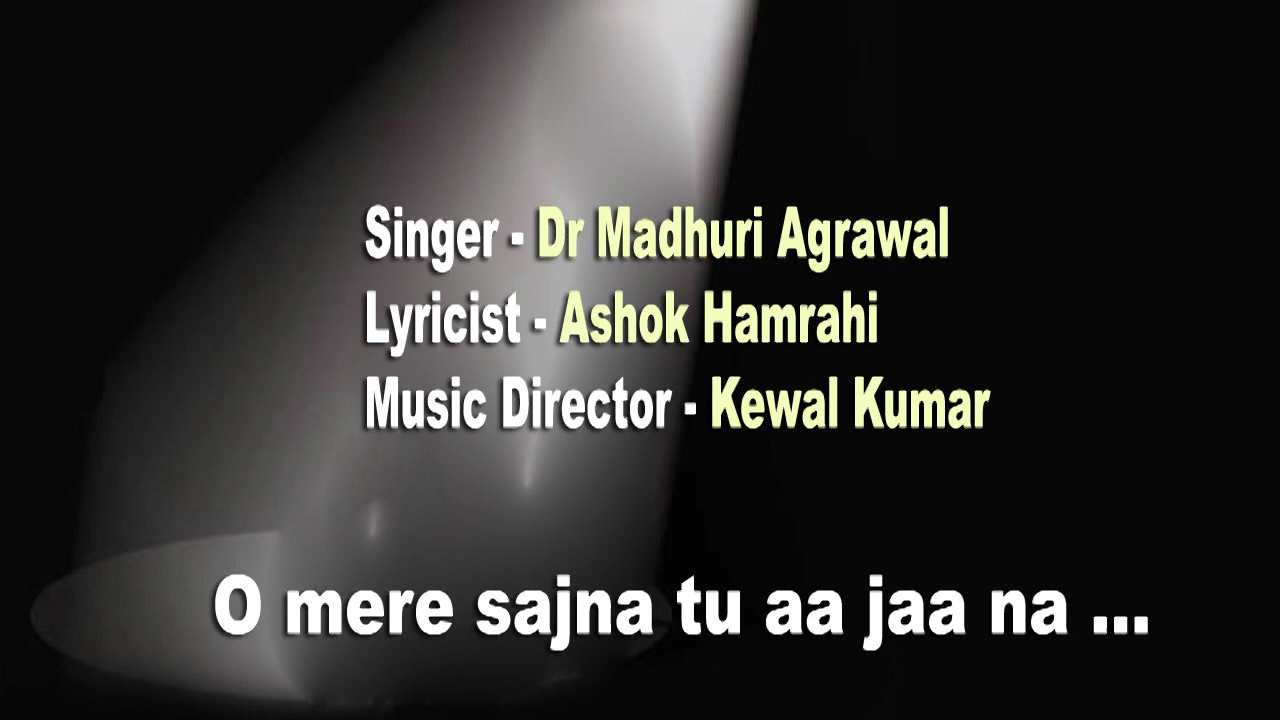 Singer - Dr Madhuri Agrawal
Lyricist - Ashok Hamrahi
Music Director - Kewal Kumar
O mere sajna tu aa jaa na ...